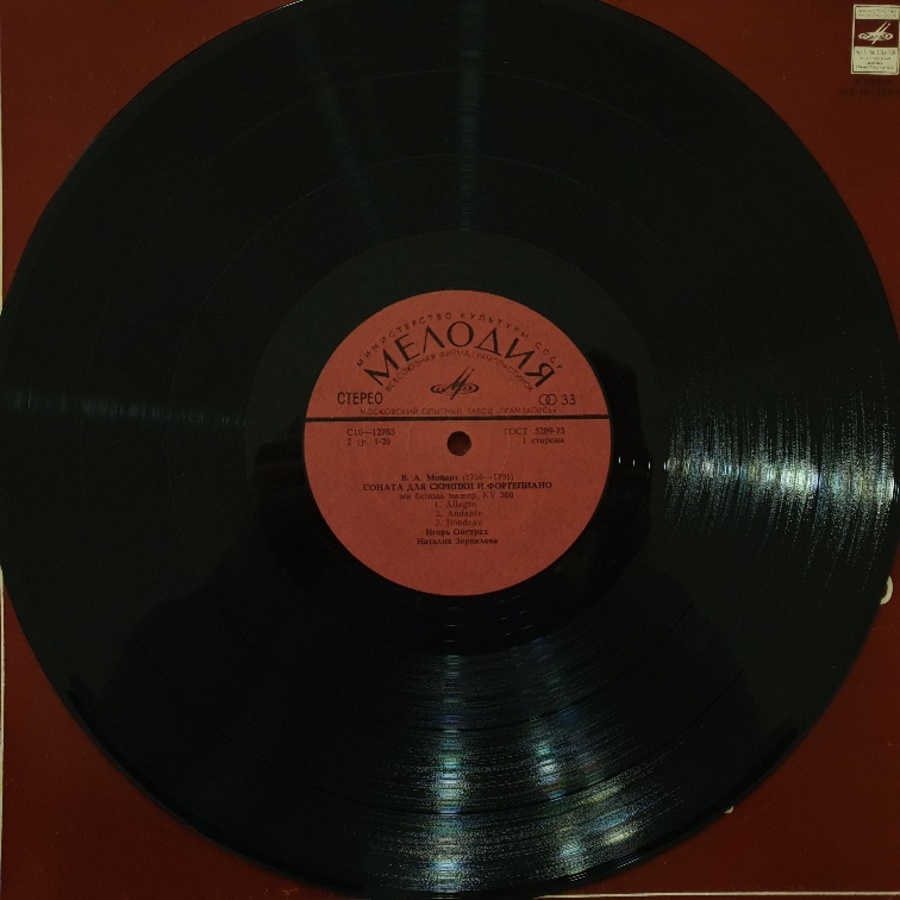 МЕЛОДИЯ
СТЕРЕО
МИНИСТЕРСТВО КУЛЬТУРЫ СССР
МЕЛОДИЯ
ВСЕСОЮЗНАЯ ФИРМА ГРАМПЛАСТИНОК
СТЕРЕО 33
МОСКОВСКИЙ ОПЫТНЫЙ ЗАВОД «ГРАМЗАПИСЬ»
С10—12763 ГОСТ 5289-73
2 гр. 1-20 1 сторона
В. А. Моцарт (1756—1791)
СОНАТА ДЛЯ СКРИПКИ И ФОРТЕПИАНО
ми бемоль мажор, KV 380
1. Allegro
2. Andante
3. Rondeau
Игорь Ойстрах
Наталия Зерцалова